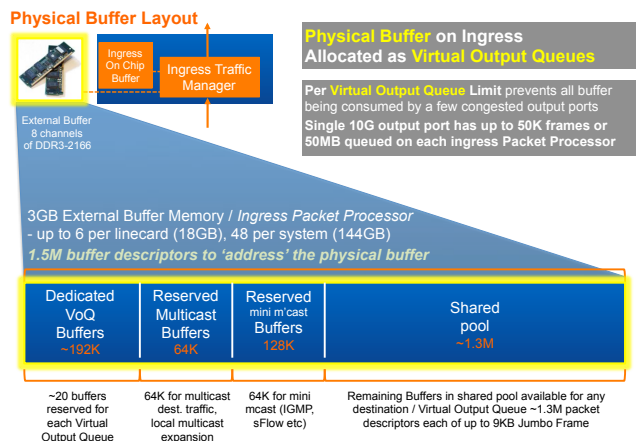 Physical Buffer Layout
Ingress
On Chip
Buffer
Ingress Traffic
Manager
External Buffer
8 channels
of DDR3-2166
Physical Buffer on Ingress
Allocated as Virtual Output Queues
Per Virtual Output Queue Limit prevents all buffer
being consumed by a few congested output ports
Single 10G output port has up to 50K frames or
50MB queued on each ingress Packet Processor
3GB External Buffer Memory / Ingress Packet Processor
- up to 6 per linecard (18GB), 48 per system (144GB)
1.5M buffer descriptors to ‘address’ the physical buffer
Dedicated
VoQ
Buffers
~192K
Reserved
Multicast
Buffers
64K
Reserved
mini m'cast
Buffers
128K
Shared
pool
~1.3M
~20 buffers
reserved for
each Virtual
Output Queue
64K for multicast
dest. traffic,
local multicast
expansion
64K for mini
mcast (IGMP,
sFlow etc)
Remaining Buffers in shared pool available for any
destination / Virtual Output Queue ~1.3M packet
descriptors each of up to 9KB Jumbo Frame